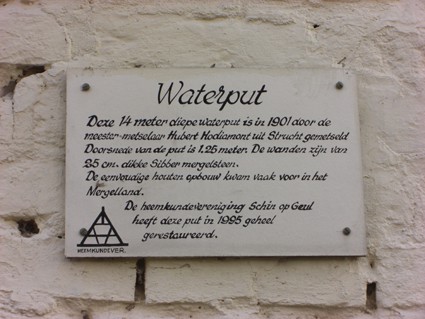 Waterput
Deze 14 meter diepe waterput is in 1901 door de
meester-metselaar Hubert Hodiamont uit Strucht gemetseld
Doorsnede van de put is 1,25 meter. De wanden zijn van
25 cm. dikke Sibber mergelsteen.
De eenvoudige houten opbouw kwam vaak voor in het
Mergelland.
De heemkundevereniging Schin op Geul
heeft deze put in 1995 geheel
gerestaureerd.
HEEMKUNDEVER.